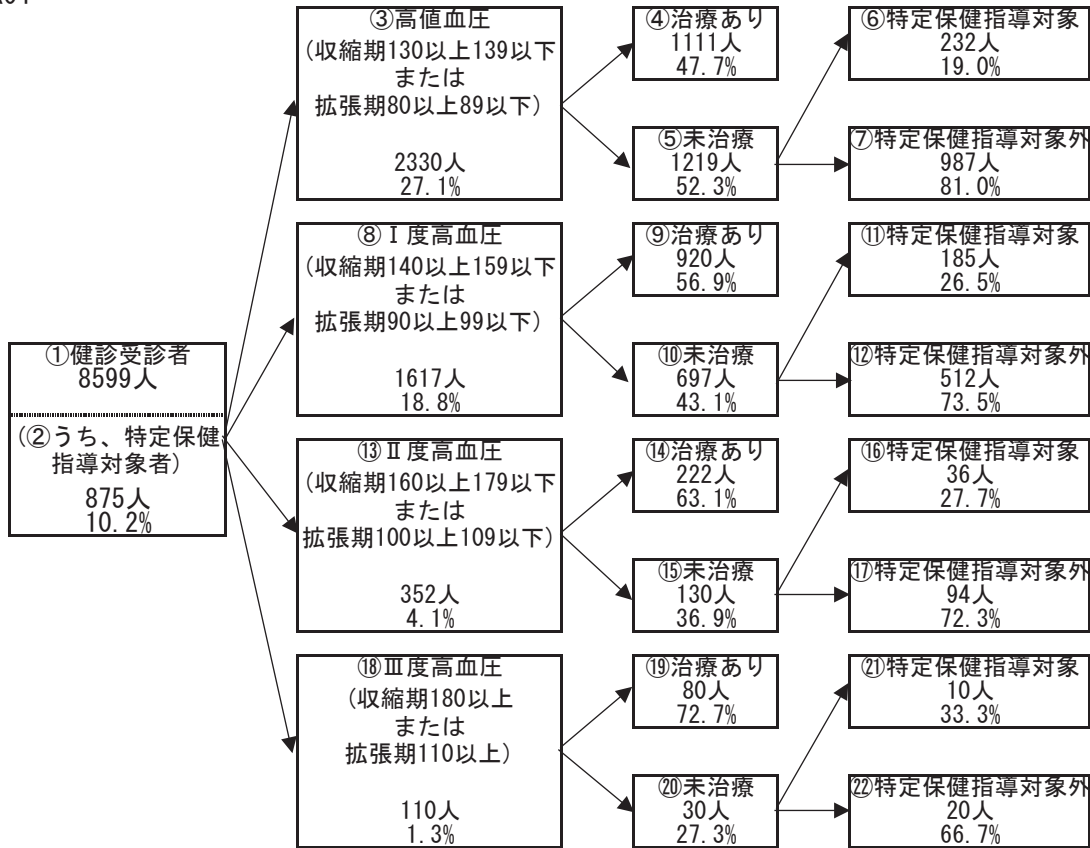 ①健診受診者
8599人
(②うち、特定保健
指導対象者)
875人
10.2%
③高値血圧
(収縮期130以上139以下
または
拡張期80以上89以下)
2330人
27.1%
④治療あり
1111人
47.7%
⑤未治療
1219人
52.3%
⑥特定保健指導対象
232人
19.0%
⑦特定保健指導対象外
987人
81.0%
⑧Ⅰ度高血圧
(収縮期140以上159以下
または
拡張期90以上99以下)
1617人
18.8%
⑨治療あり
920人
56.9%
⑩未治療
697人
43.1%
⑪特定保健指導対象
185人
26.5%
⑫特定保健指導対象外
512人
73.5%
⑬Ⅱ度高血圧
(収縮期160以上179以下
または
拡張期100以上109以下)
352人
4.1%
⑭治療あり
222人
63.1%
⑮未治療
130人
36.9%
⑯特定保健指導対象
36人
27.7%
⑰特定保健指導対象外
94人
72.3%
⑱Ⅲ度高血圧
(収縮期180以上
または
拡張期110以上)
110人
1.3%
⑲治療あり
80人
72.7%
⑳未治療
30人
27.3%
㉑特定保健指導対象
10人
33.3%
㉒特定保健指導対象外
20人
66.7%